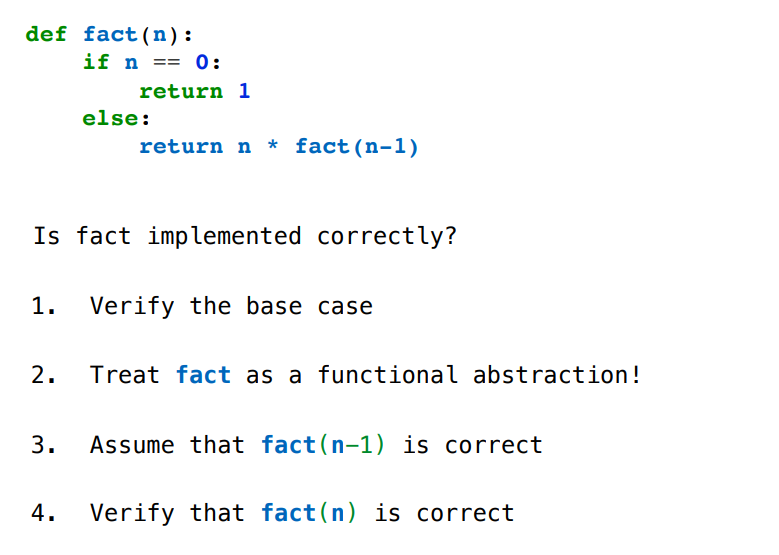 def fact(n):
    if n == 0:
        return 1
    else:
        return n * fact(n-1)
Is fact implemented correctly?
1.  Verify the base case
2.  Treat fact as a functional abstraction!
3.  Assume that fact(n-1) is correct
4.  Verify that fact(n) is correct